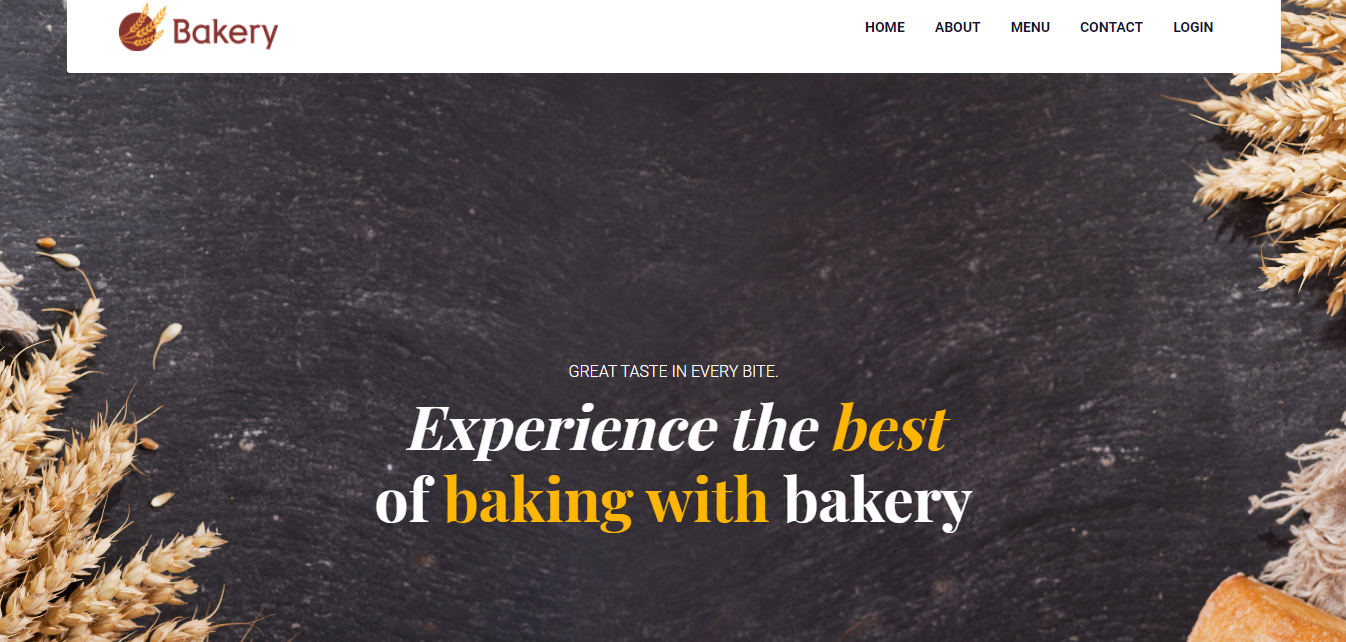 Bakery
HOME ABOUT MENU CONTACT LOGIN
GREAT TASTE IN EVERY BITE.
Experience the best
of baking with bakery